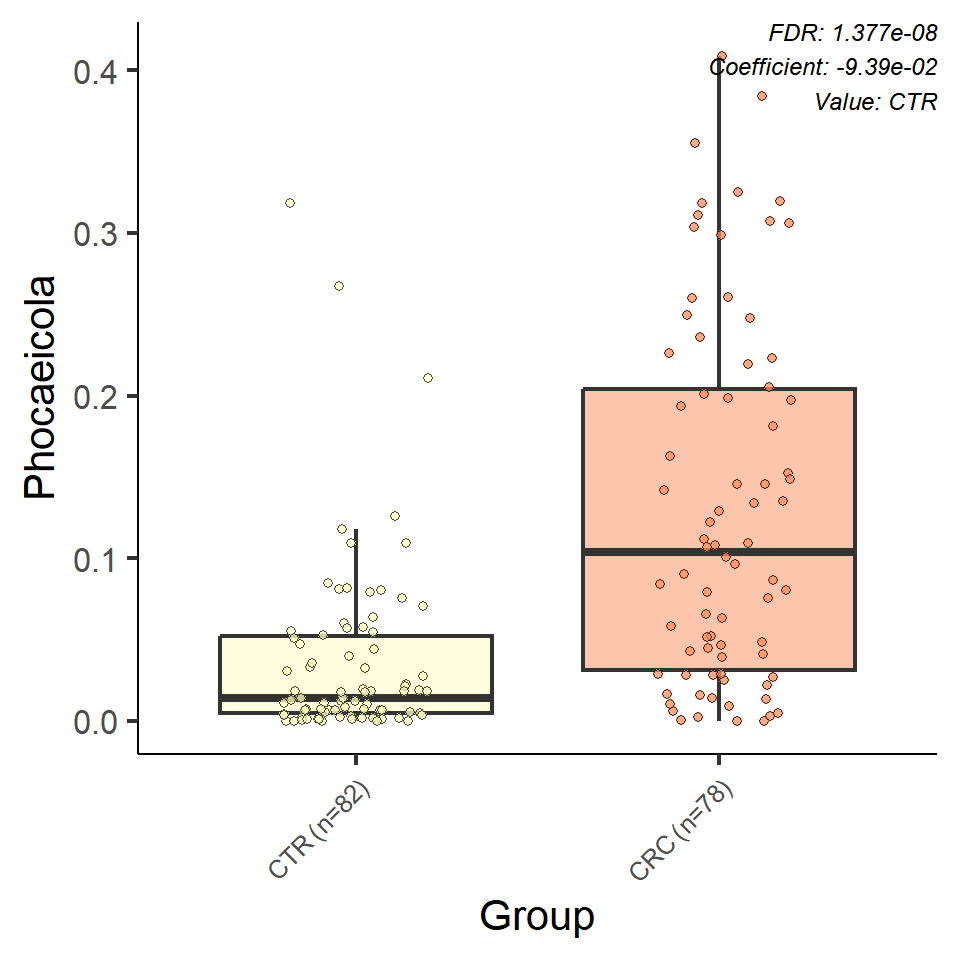 FDR: 1.377e-08
Coefficient: -9.39e-02
Value: CTR
Phocaeicola
0.4
0.3
0.2
0.1
0.0
CTR (n=82)
CRC (n=78)
Group